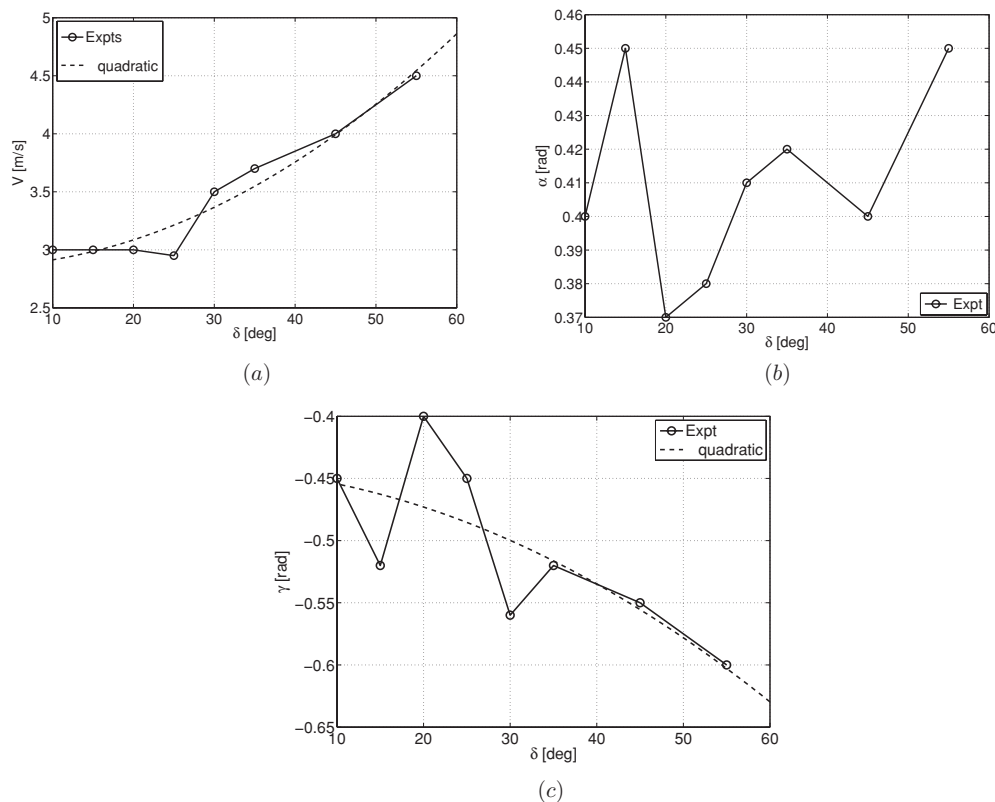 5
4.5
4
3.5
3
2.5
V [m/s]
Expts
quadratic
10 20 30 40 50 60
δ [deg]
(a)
0.46
0.45
0.44
0.43
0.42
0.41
0.4
0.39
0.38
0.37
α [rad]
Expt
10 20 30 40 50 60
δ [deg]
(b)
−0.4
−0.45
−0.5
−0.55
−0.6
−0.65
γ [rad]
Expt
quadratic
10 20 30 40 50 60
δ [deg]
(c)